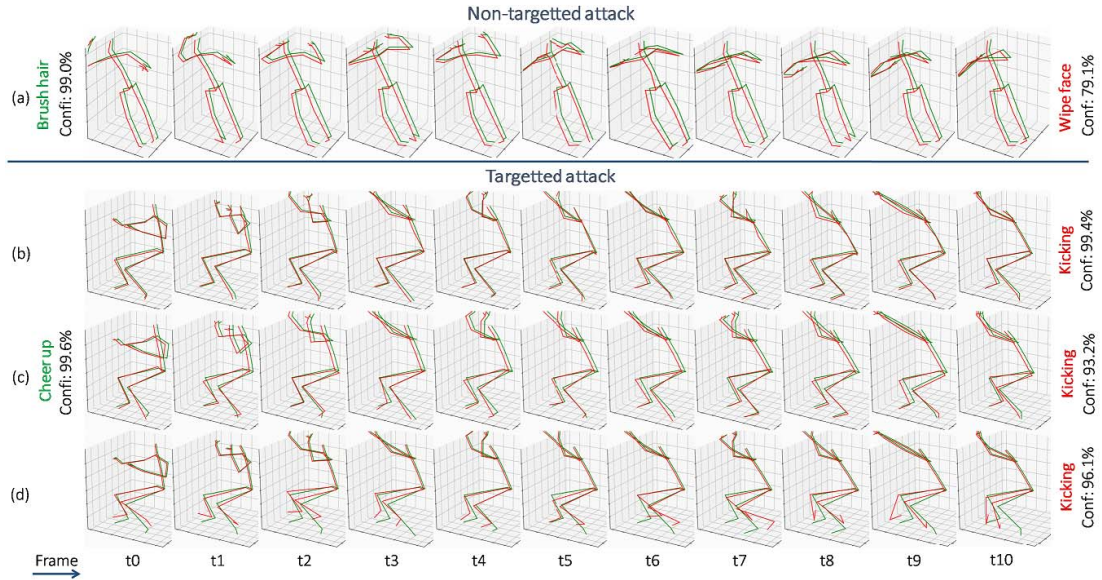 Non-targetted attack
(a)
Brush hair
Confi: 99.0%
Wipe face
Conf: 79.1%
Targetted attack
(b)
Kicking
Conf: 99.4%
(c)
Cheer up
Confi: 99.6%
Kicking
Conf: 93.2%
(d)
Kicking
Conf: 96.1%
Frame t0 t1 t2 t3 t4 t5 t6 t7 t8 t9 t10